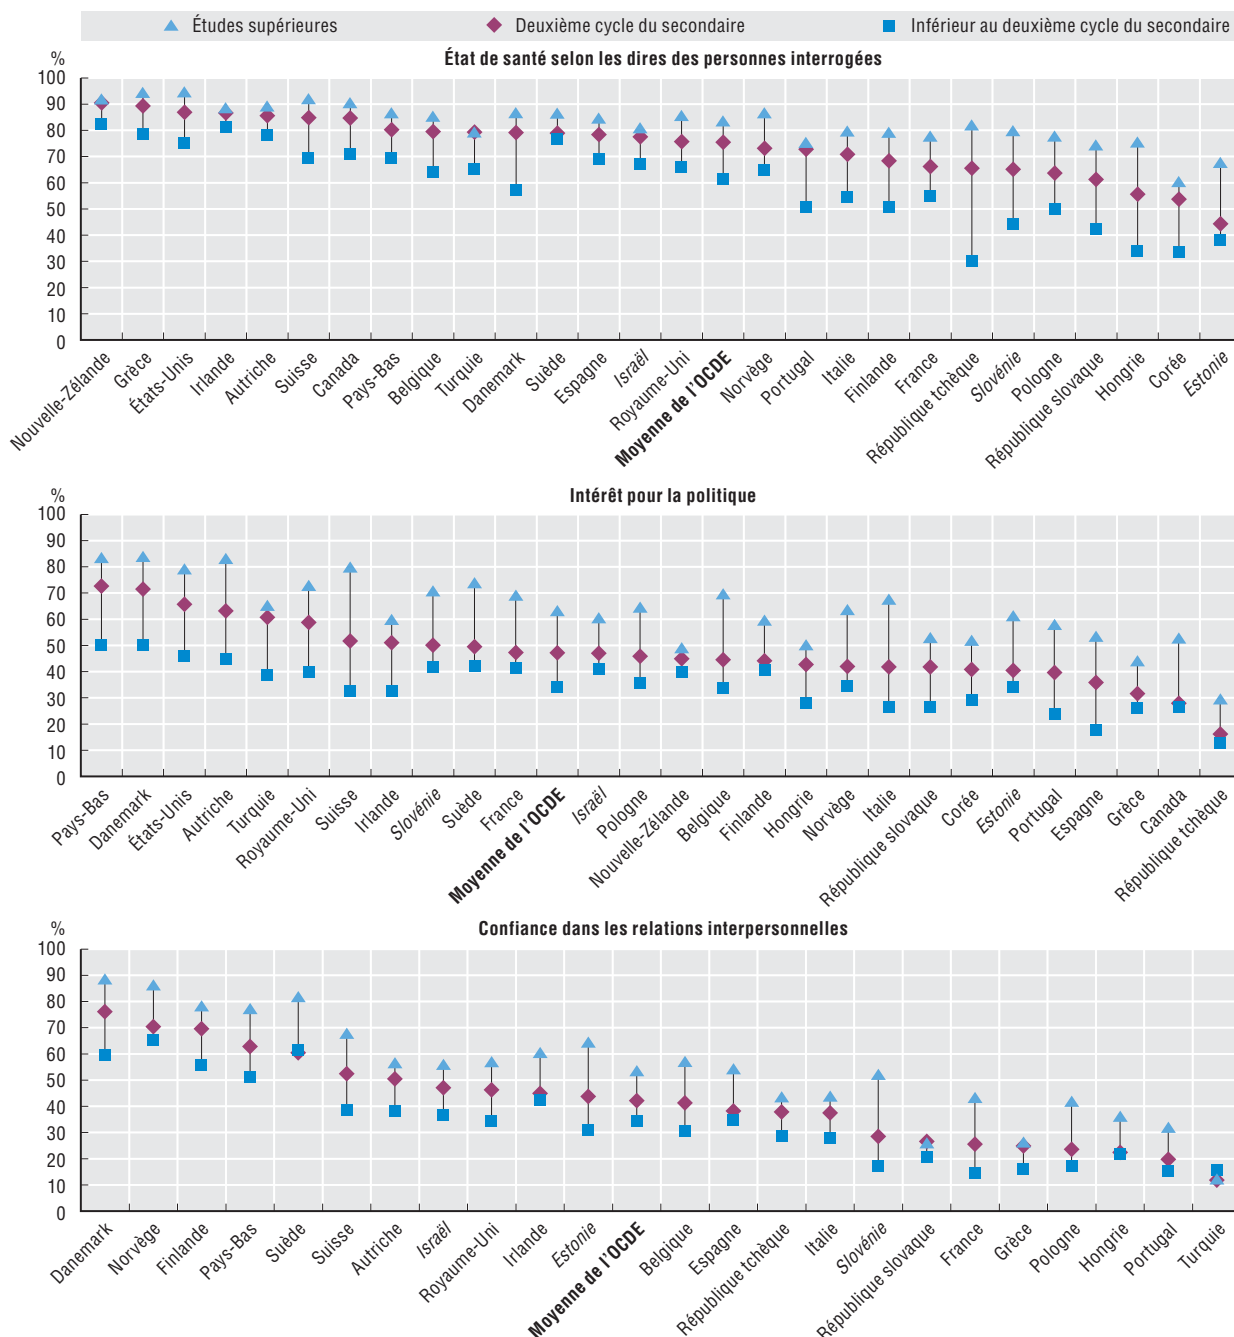 Études supérieures Deuxième cycle du secondaire Inférieur au deuxième cycle du secondaire
%
État de santé selon les dires des personnes interrogées
100
90
80
70
60
50
40
30
20
10
0
Nouvelle-Zélande
Grèce
États-Unis
Irlande
Autriche
Suisse
Canada
Pays-Bas
Belgique
Turquie
Danemark
Suède
Espagne
Israël
Royaume-Uni
Moyenne de l'OCDE
Norvège
Portugal
Italie
Finlande
France
République tchèque
Slovénie
Pologne
République slovaque
Hongrie
Corée
Estonie
%
Intérêt pour la politique
100
90
80
70
60
50
40
30
20
10
0
Pays-Bas
Danemark
États-Unis
Autriche
Turquie
Royaume-Uni
Suisse
Irlande
Slovénie
Suède
France
Moyenne de l'OCDE
Israël
Pologne
Nouvelle-Zélande
Belgique
Finlande
Hongrie
Norvège
Italie
République slovaque
Corée
Estonie
Portugal
Espagne
Grèce
Canada
République tchèque
%
Confiance dans les relations interpersonnelles
100
90
80
70
60
50
40
30
20
10
0
Danemark
Norvège
Finlande
Pays-Bas
Suède
Suisse
Autriche
Israël
Royaume-Uni
Irlande
Estonie
Moyenne de l'OCDE
Belgique
Espagne
République tchèque
Italie
Slovénie
République slovaque
France
Grèce
Pologne
Hongrie
Portugal
Turquie